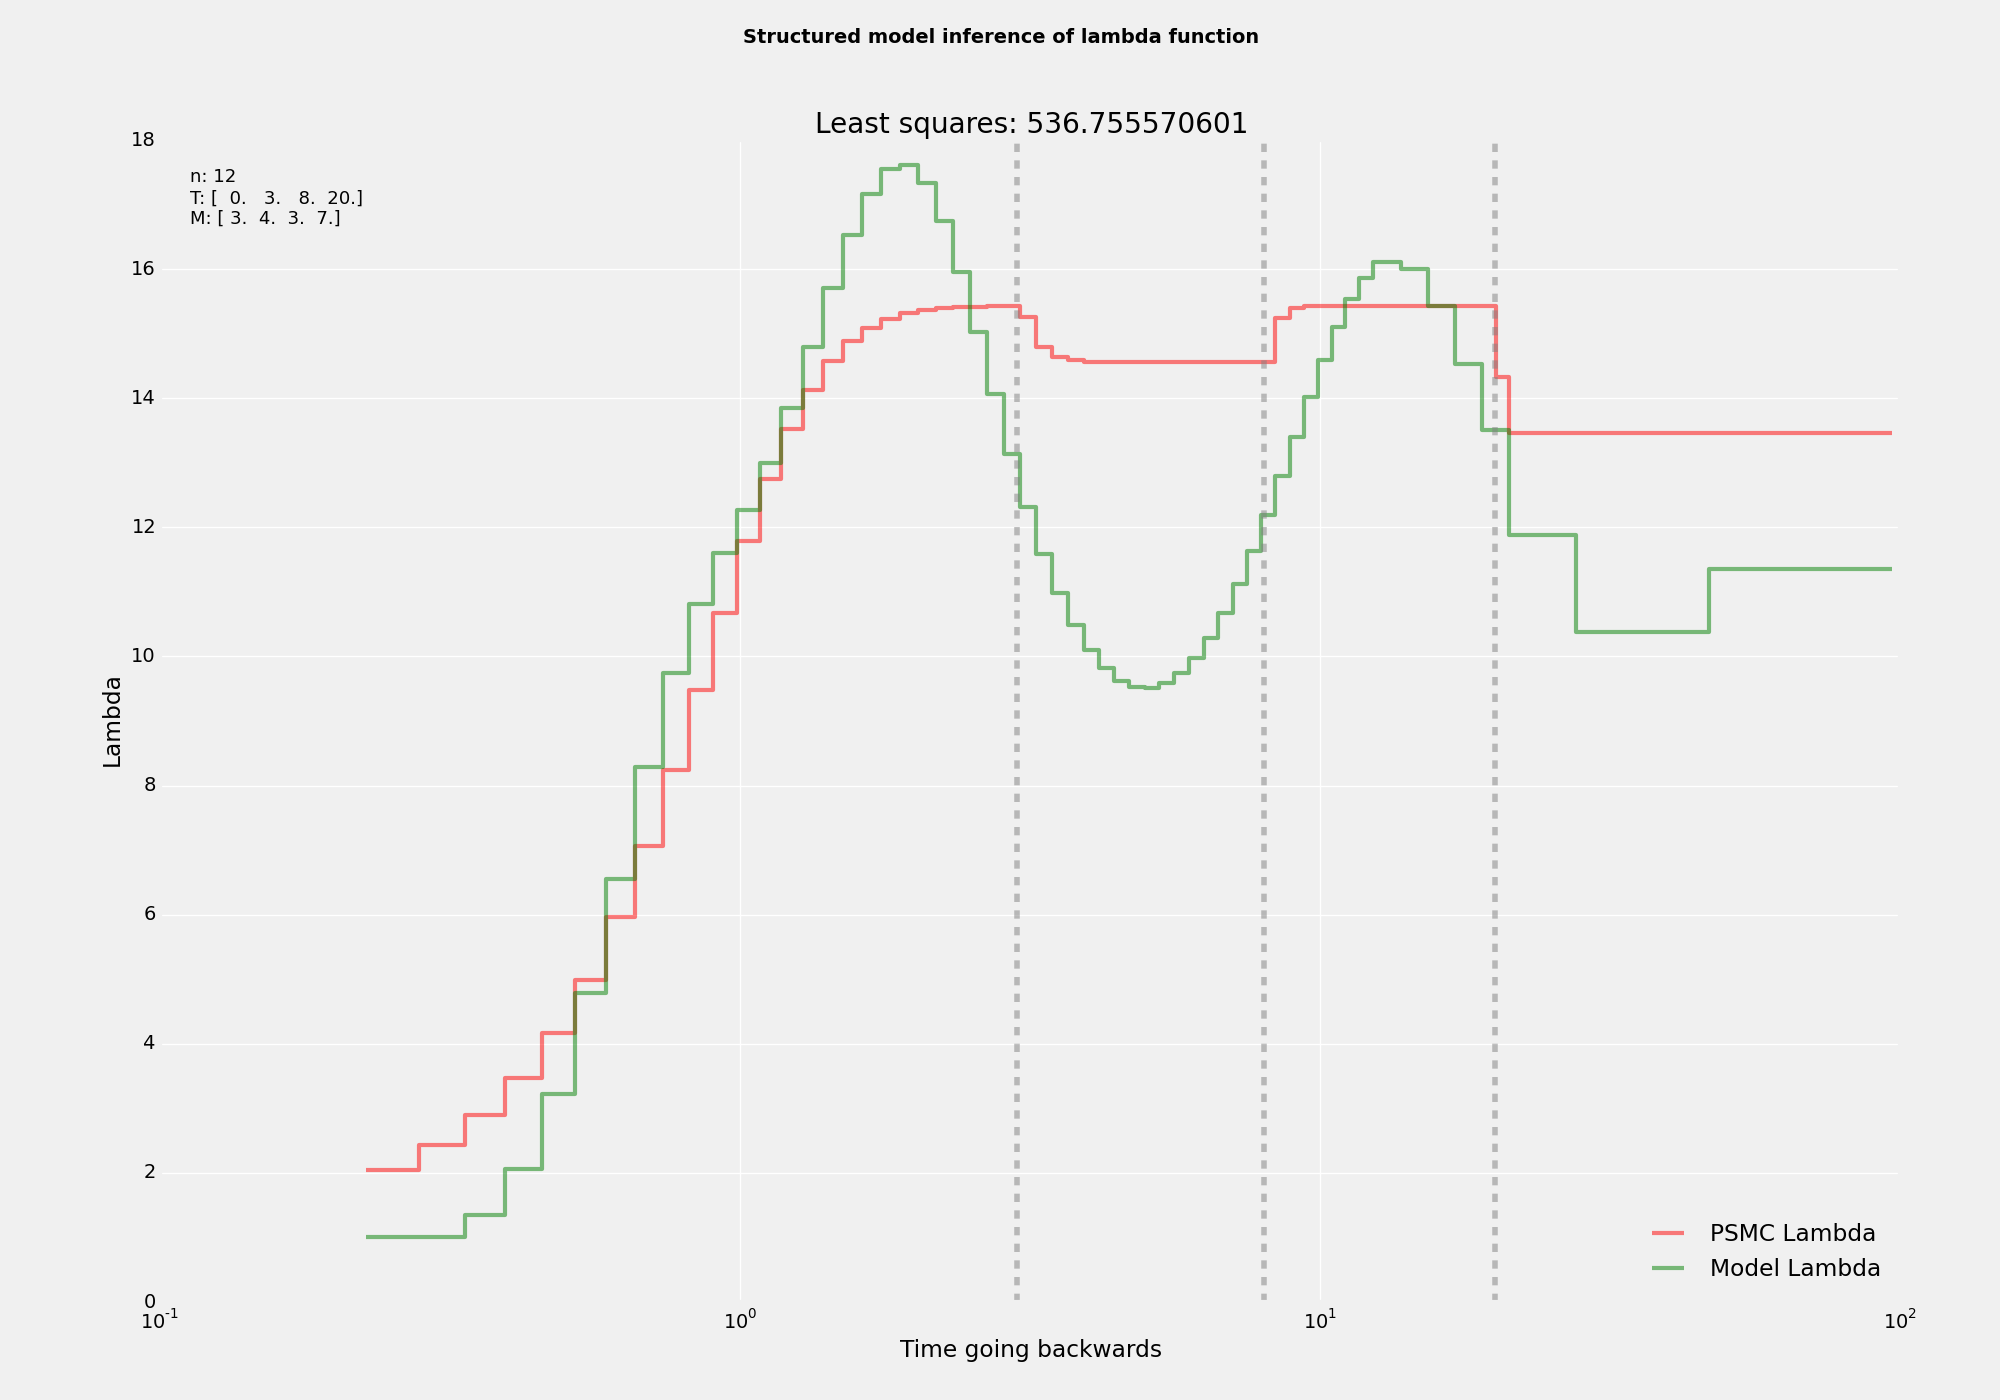 Structured model inference of lambda function
Least squares: 536.755570601
n: 12
T: [  0.   3.   8.  20.]
M: [ 3.  4.  3.  7.]
18
16
14
12
10
8
6
4
2
0
Lambda
10^-1 10^0 10^1 10^2
Time going backwards
PSMC Lambda
Model Lambda